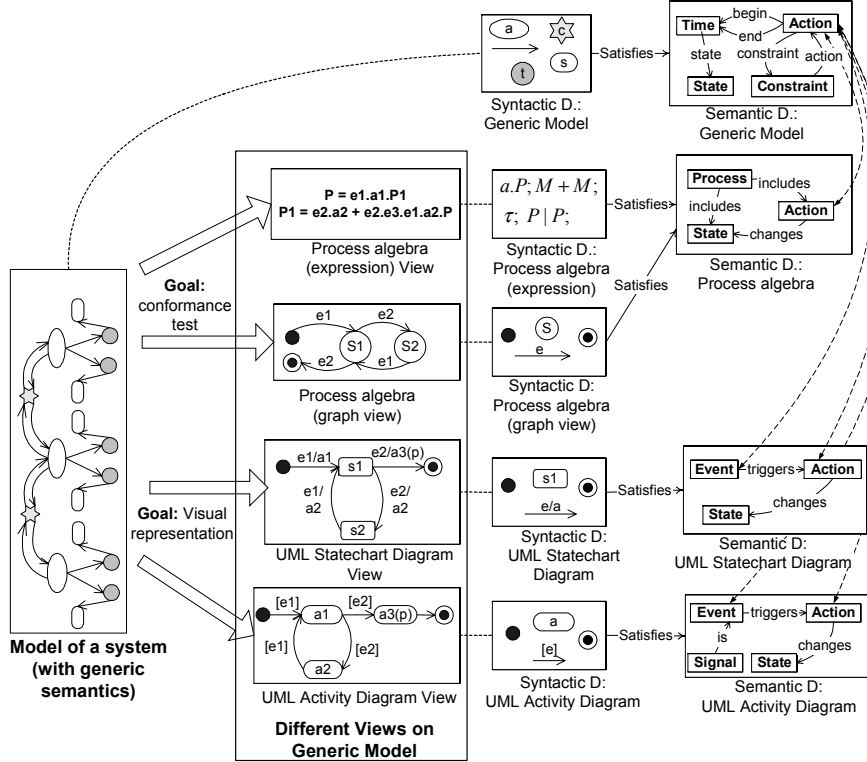 a
c
t
s
Satisfies
Syntactic D.:
Generic Model
Time
begin
Action
end
state
constraint
action
State
Constraint
Semantic D.:
Generic Model
P = e1.a1.P1
P1 = e2.a2 + e2.e3.e1.a2.P
Process algebra
(expression) View
a.P; M + M;
τ; P | P;
Satisfies
Syntactic D.:
Process algebra
(expression)
Process
includes
includes
Action
State
changes
Semantic D.:
Process algebra
Goal:
conformance
test
e1
e2
S1
S2
e2
e1
Process algebra
(graph view)
S
e
Satisfies
Syntactic D:
Process algebra
(graph view)
Goal: Visual
representation
e1/a1
s1
e2/a3(p)
e1/
a2
e2/
a2
s2
UML Statechart Diagram
View
s1
e/a
Satisfies
Syntactic D:
UML Statechart
Diagram
Event
triggers
Action
State
changes
Semantic D:
UML Statechart Diagram
[e1]
a1
[e2]
a3(p)
[e1]
[e2]
a2
UML Activity Diagram View
a
[e]
Satisfies
Syntactic D:
UML Activity Diagram
Event
triggers
Action
is
changes
Signal
State
Semantic D:
UML Activity Diagram
Model of a system
(with generic
semantics)
Different Views on
Generic Model